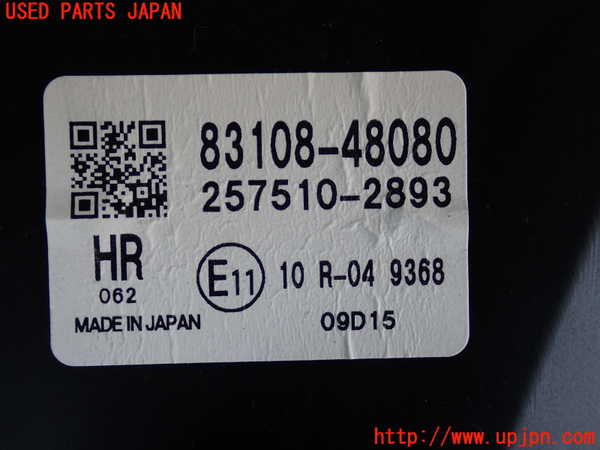 USED PARTS JAPAN
83108-48080
257510-2893
HR
062
E11
10 R-04 9368
MADE IN JAPAN
09D15
http://www.upjpn.com/